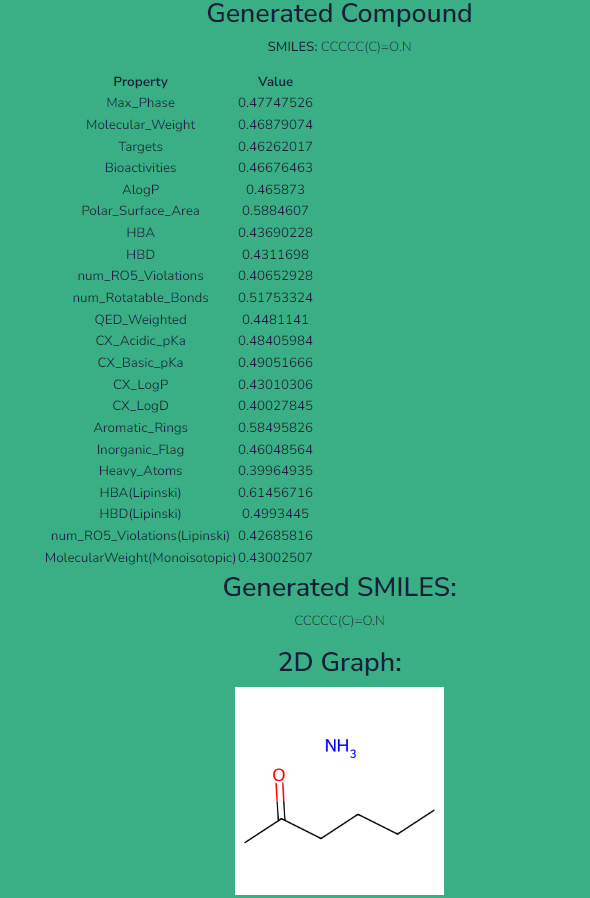 Generated Compound
SMILES: CCCCC(C)=O.N
Property Value
Max_Phase 0.47747526
Molecular_Weight 0.46879074
Targets 0.46262017
Bioactivities 0.46676463
AlogP 0.465873
Polar_Surface_Area 0.5884607
HBA 0.43690228
HBD 0.4311698
num_RO5_Violations 0.40652928
num_Rotatable_Bonds 0.51753324
QED_Weighted 0.4481141
CX_Acidic_pKa 0.48405984
CX_Basic_pKa 0.49051666
CX_LogP 0.43010306
CX_LogD 0.40027845
Aromatic_Rings 0.58495826
Inorganic_Flag 0.46048564
Heavy_Atoms 0.39964935
HBA(Lipinski) 0.61456716
HBD(Lipinski) 0.4993445
num_RO5_Violations(Lipinski) 0.42685816
MolecularWeight(Monoisotopic) 0.43002507
Generated SMILES:
CCCCC(C)=O.N
2D Graph:
NH3
O